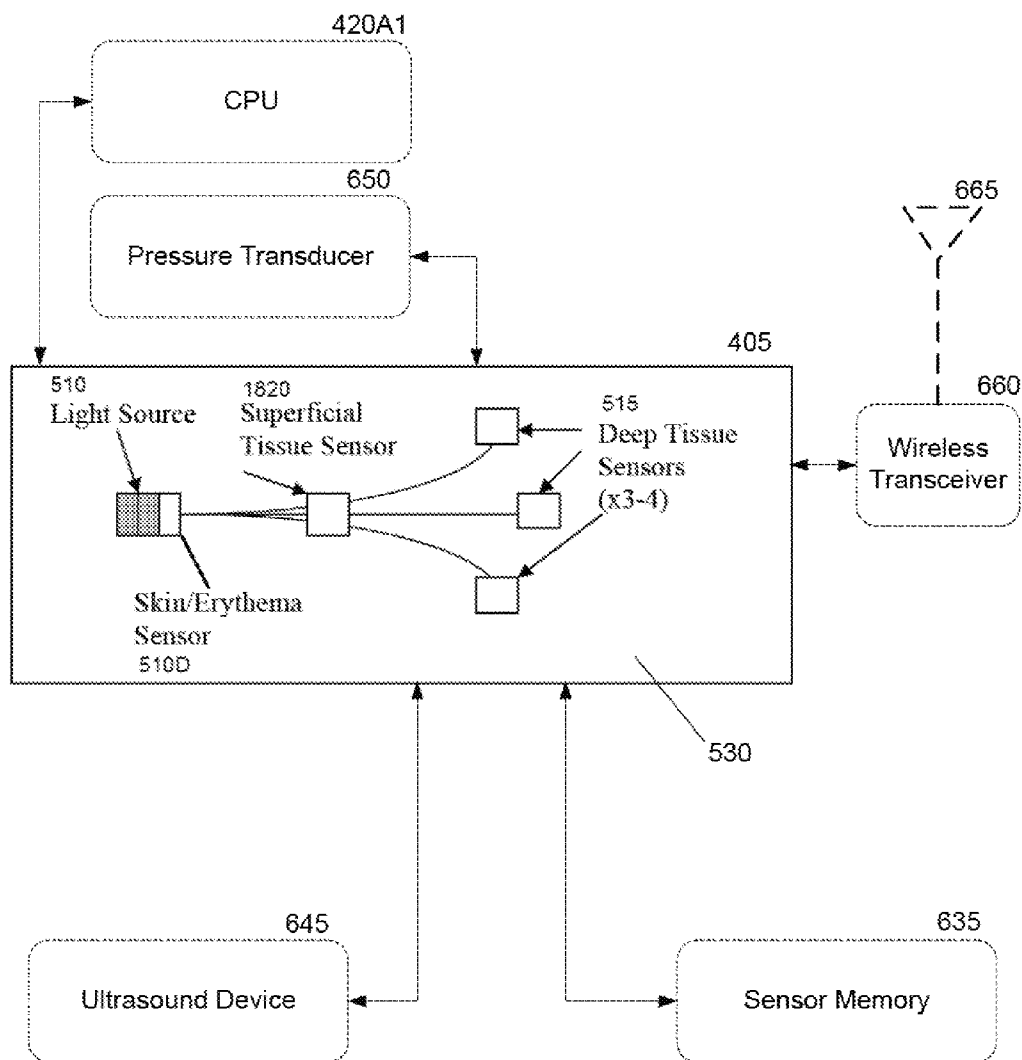 420A1
CPU
650
Pressure Transducer
665
405
660
Wireless
Transceiver
510
Light Source
1820
Superficial
Tissue Sensor
515
Deep Tissue
Sensors
(x3-4)
Skin/Erythema
Sensor
510D
530
645
Ultrasound Device
635
Sensor Memory